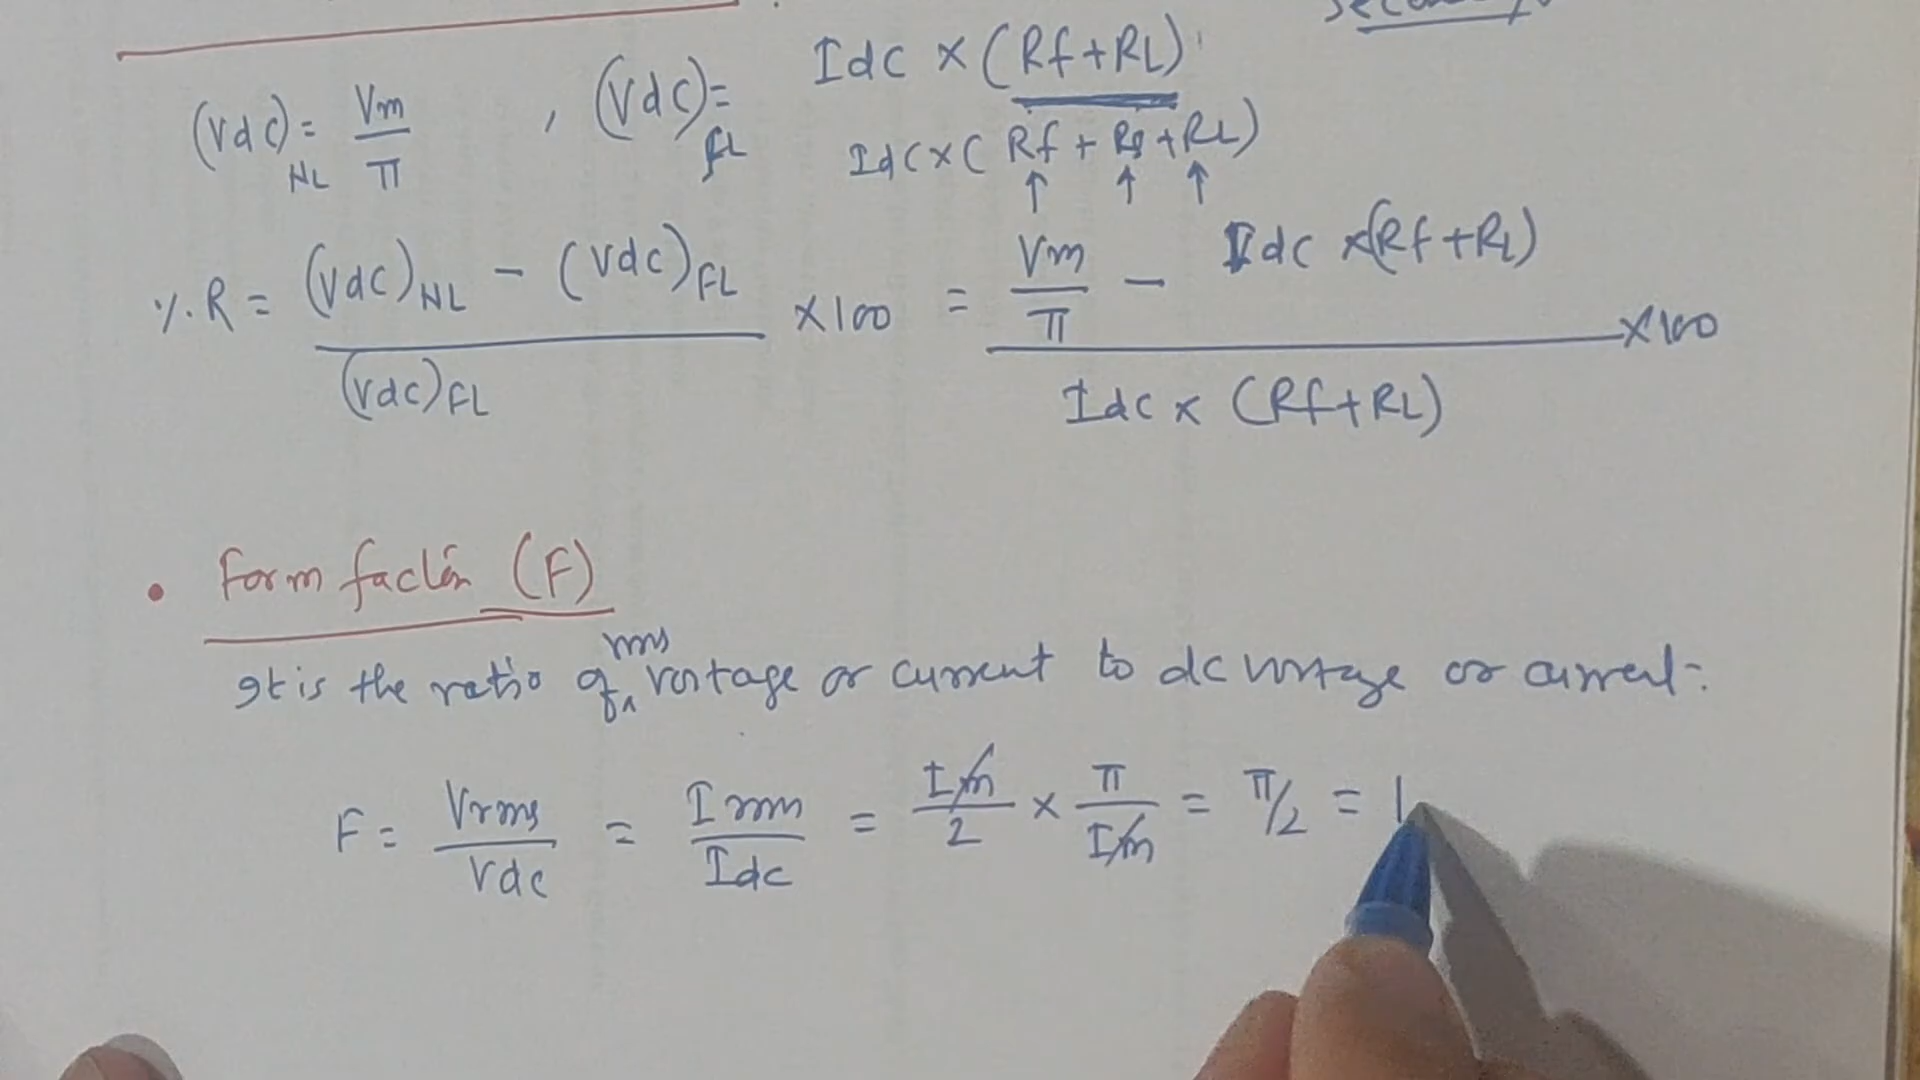 Secondary
(Vdc)NL = Vm/π , (Vdc)FL = Idc × (Rf+RL)
Idc × (Rf + Rs + RL)
↑ ↑ ↑
%R = (Vdc)NL - (Vdc)FL / (Vdc)FL ×100 = Vm/π - Idc ×(Rf+RL) / Idc × (Rf+RL) ×100
• Form factor (F)
It is the ratio of rms voltage or current to dc voltage or current.
F = Vrms/Vdc = Irms/Idc = Im/2 × π/Im = π/2 = 1